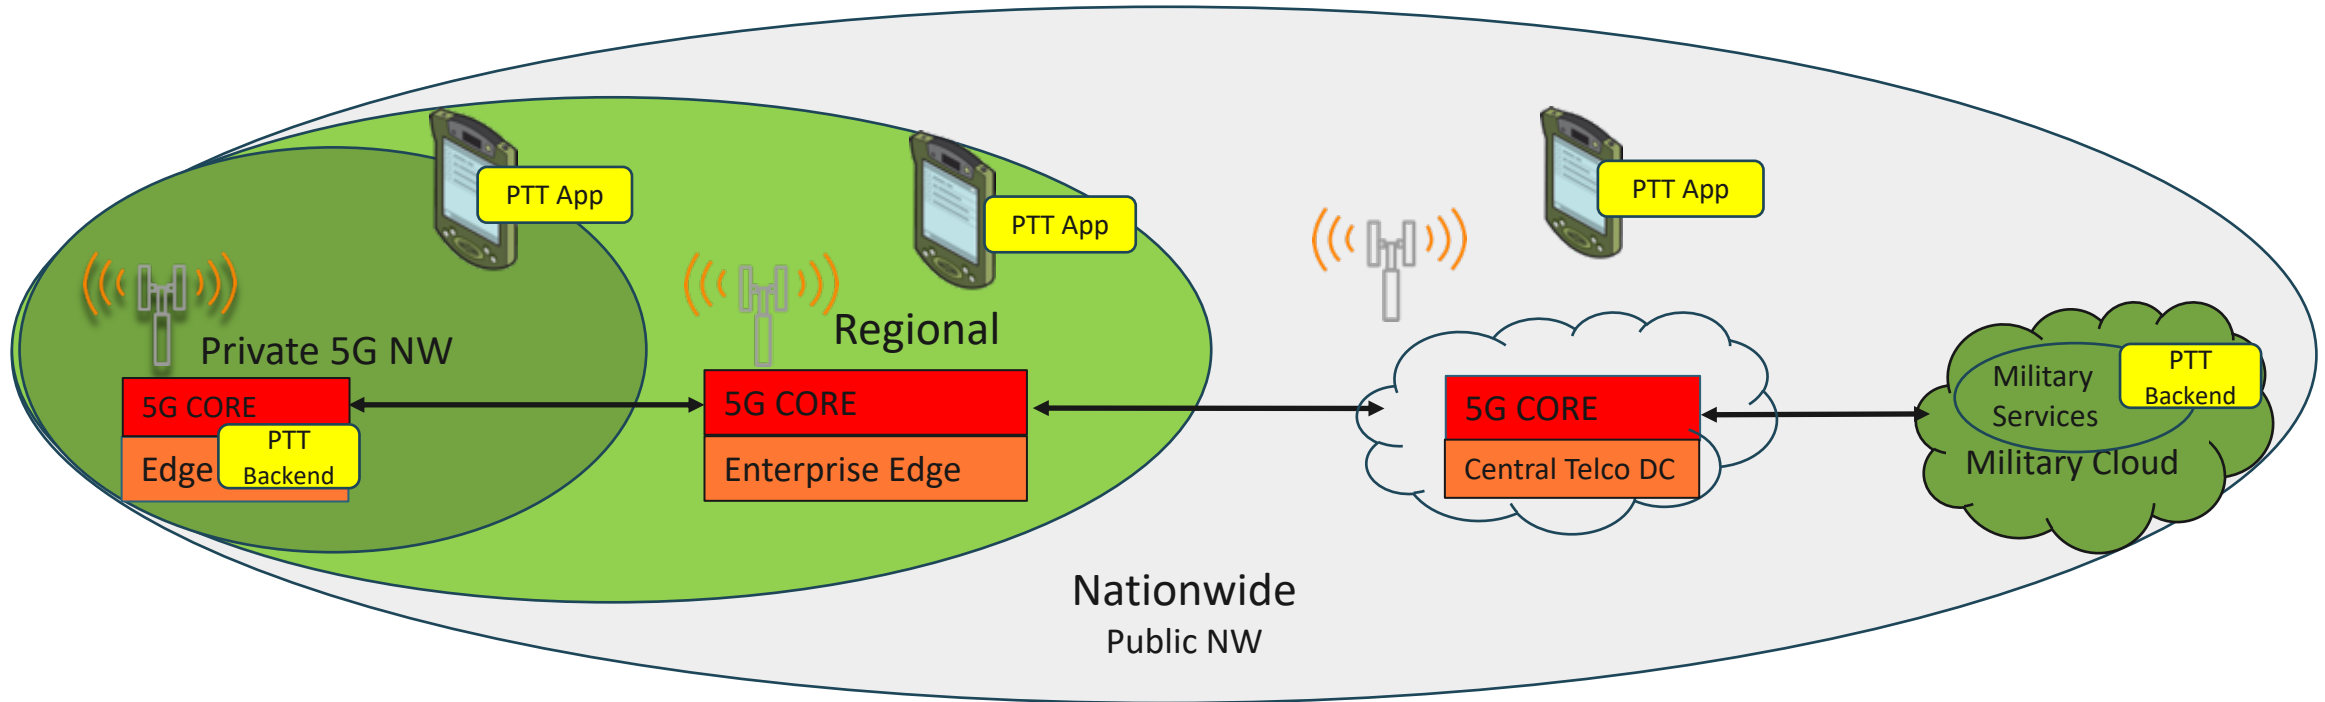 PTT App
PTT App
PTT App
Private 5G NW
5G CORE
Edge
PTT
Backend
Regional
5G CORE
Enterprise Edge
5G CORE
Central Telco DC
Military
Services
PTT
Backend
Military Cloud
Nationwide
Public NW